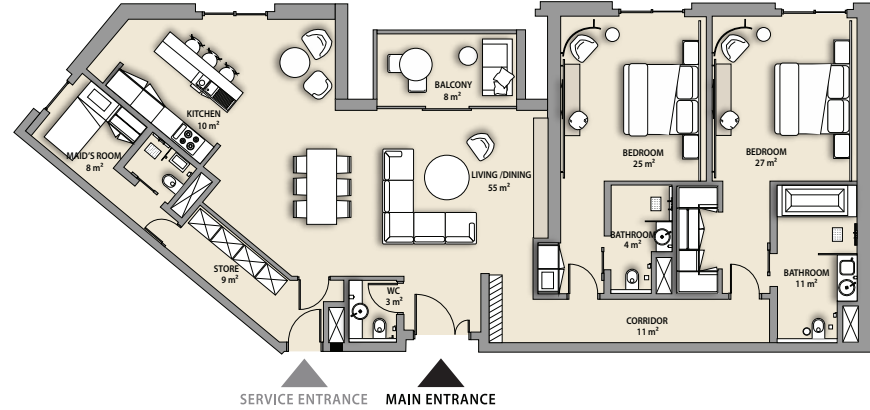 BALCONY
8 m²
KITCHEN
10 m²
MAID'S ROOM
8 m²
LIVING /DINING
55 m²
BEDROOM
25 m²
BEDROOM
27 m²
BATHROOM
4 m²
STORE
9 m²
WC
3 m²
BATHROOM
11 m²
CORRIDOR
11 m²
SERVICE ENTRANCE
MAIN ENTRANCE